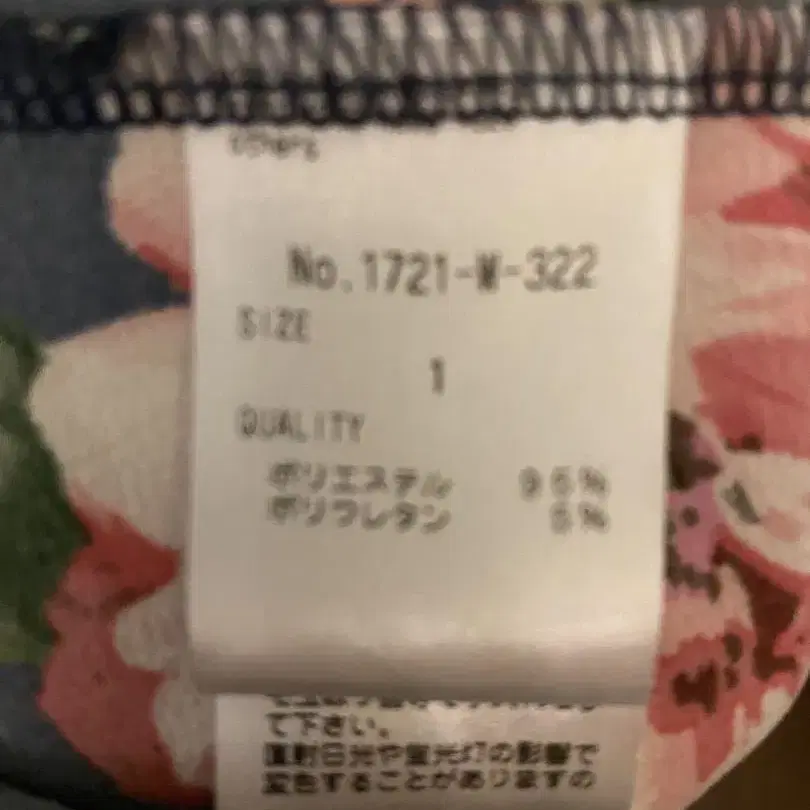 others
No.1721-M-322
SIZE
1
QUALITY
ポリエステル 95%
ポリウレタン 5%
て下さい。
直射日光や蛍光灯の影響で
変色することがありますの